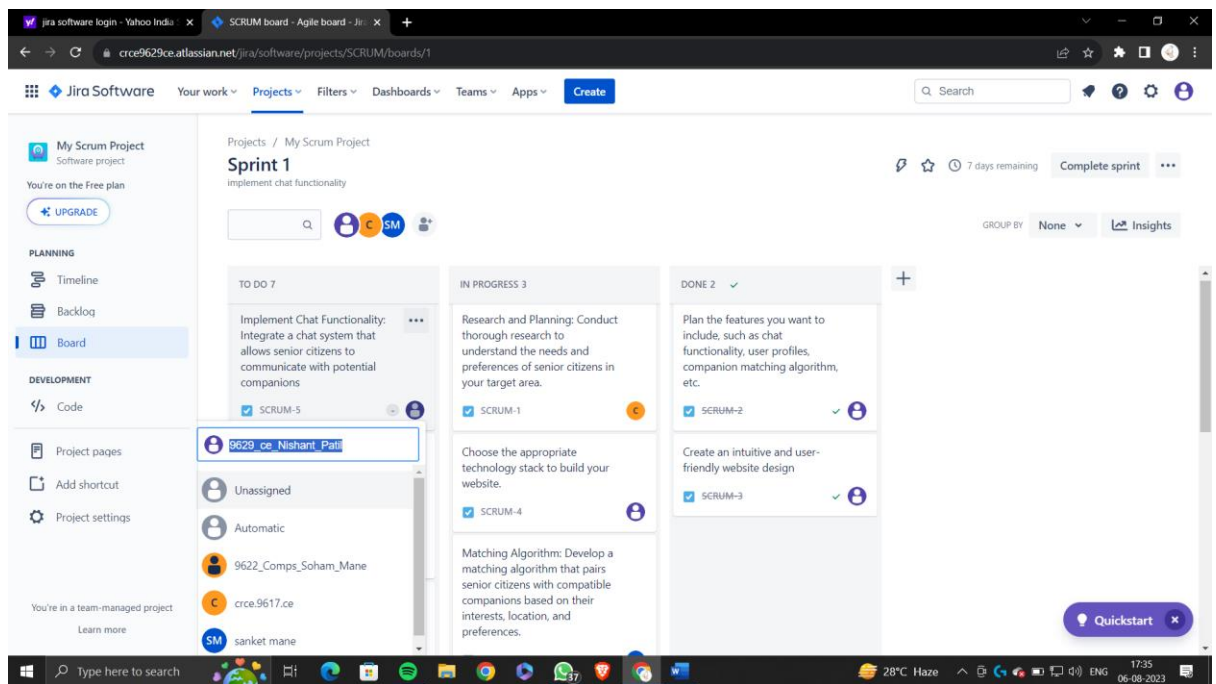 jira software login - Yahoo India
SCRUM board - Agile board - Jir
crce9629ce.atlassian.net/jira/software/projects/SCRUM/boards/1
Jira Software Your work Projects Filters Dashboards Teams Apps Create Search
My Scrum Project
Software project
You're on the Free plan
UPGRADE
PLANNING
Timeline
Backlog
Board
DEVELOPMENT
Code
Project pages
Add shortcut
Project settings
You're in a team-managed project
Learn more
Projects / My Scrum Project
Sprint 1
implement chat functionality
7 days remaining Complete sprint
C SM
GROUP BY None Insights
TO DO 7
Implement Chat Functionality:
Integrate a chat system that
allows senior citizens to
communicate with potential
companions
SCRUM-5
9629_ce_Nishant_Patil
Unassigned
Automatic
9622_Comps_Soham_Mane
C crce.9617.ce
SM sanket mane
IN PROGRESS 3
Research and Planning: Conduct
thorough research to
understand the needs and
preferences of senior citizens in
your target area.
SCRUM-1 C
Choose the appropriate
technology stack to build your
website.
SCRUM-4
Matching Algorithm: Develop a
matching algorithm that pairs
senior citizens with compatible
companions based on their
interests, location, and
preferences.
DONE 2
Plan the features you want to
include, such as chat
functionality, user profiles,
companion matching algorithm,
etc.
SCRUM-2
Create an intuitive and user-
friendly website design
SCRUM-3
Quickstart
Type here to search
37
28°C Haze
ENG
17:35
06-08-2023